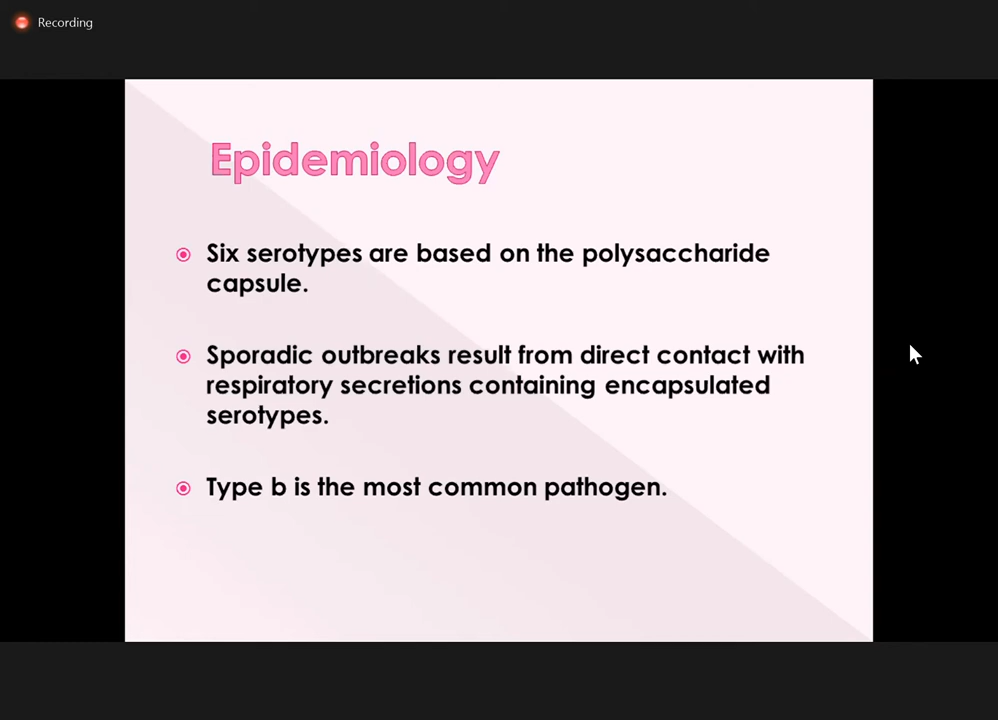 Recording
Epidemiology
Six serotypes are based on the polysaccharide
capsule.
Sporadic outbreaks result from direct contact with
respiratory secretions containing encapsulated
serotypes.
Type b is the most common pathogen.